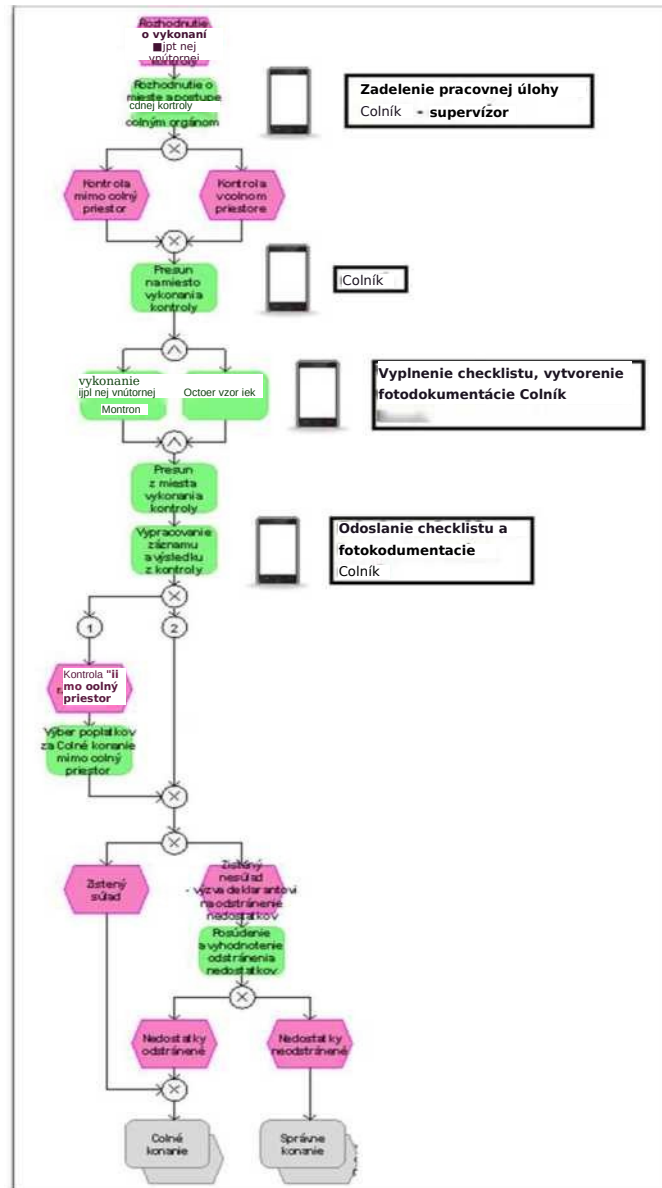 Rozhodnutie
o vykonaní
■jpt nej
vnútornej
kontroly
Rozhodnutie o
mieste a postupe
cdnej kortroly
colným orgánom
Zadelenie pracovnej úlohy
Colník - supervízor
Kontrola
mimo colný
priestor
Kontrola
v colnom
priestore
Presun
na miesto
vykonania
kontroly
Colník
vykonanie
ijpl nej vnútornej
Montron
Octoer vzor iek
Vyplnenie checklistu, vytvorenie
fotodokumentácie Colník
Presun
z miesta
vykonania
kontroly
Vypracovanie
záznamu
a výsledku
z kontroly
Odoslanie checklistu a
fotokodumentacie
Colník
1
2
Kontrola "ii
mo oolný
priestor
Výber poplatkov
za Colné konanie
mimo colný
priestor
Zistený
súlad
Zistený
nesúlad
- výzva deklarantovi
na odstránenie
nedostatkov
Posúdenie
a vyhodnotenie
odstránenia
nedostatkov
Nedostatky
odstránené
Nedostatky
neodstránené
Colné
konanie
Správne
konanie